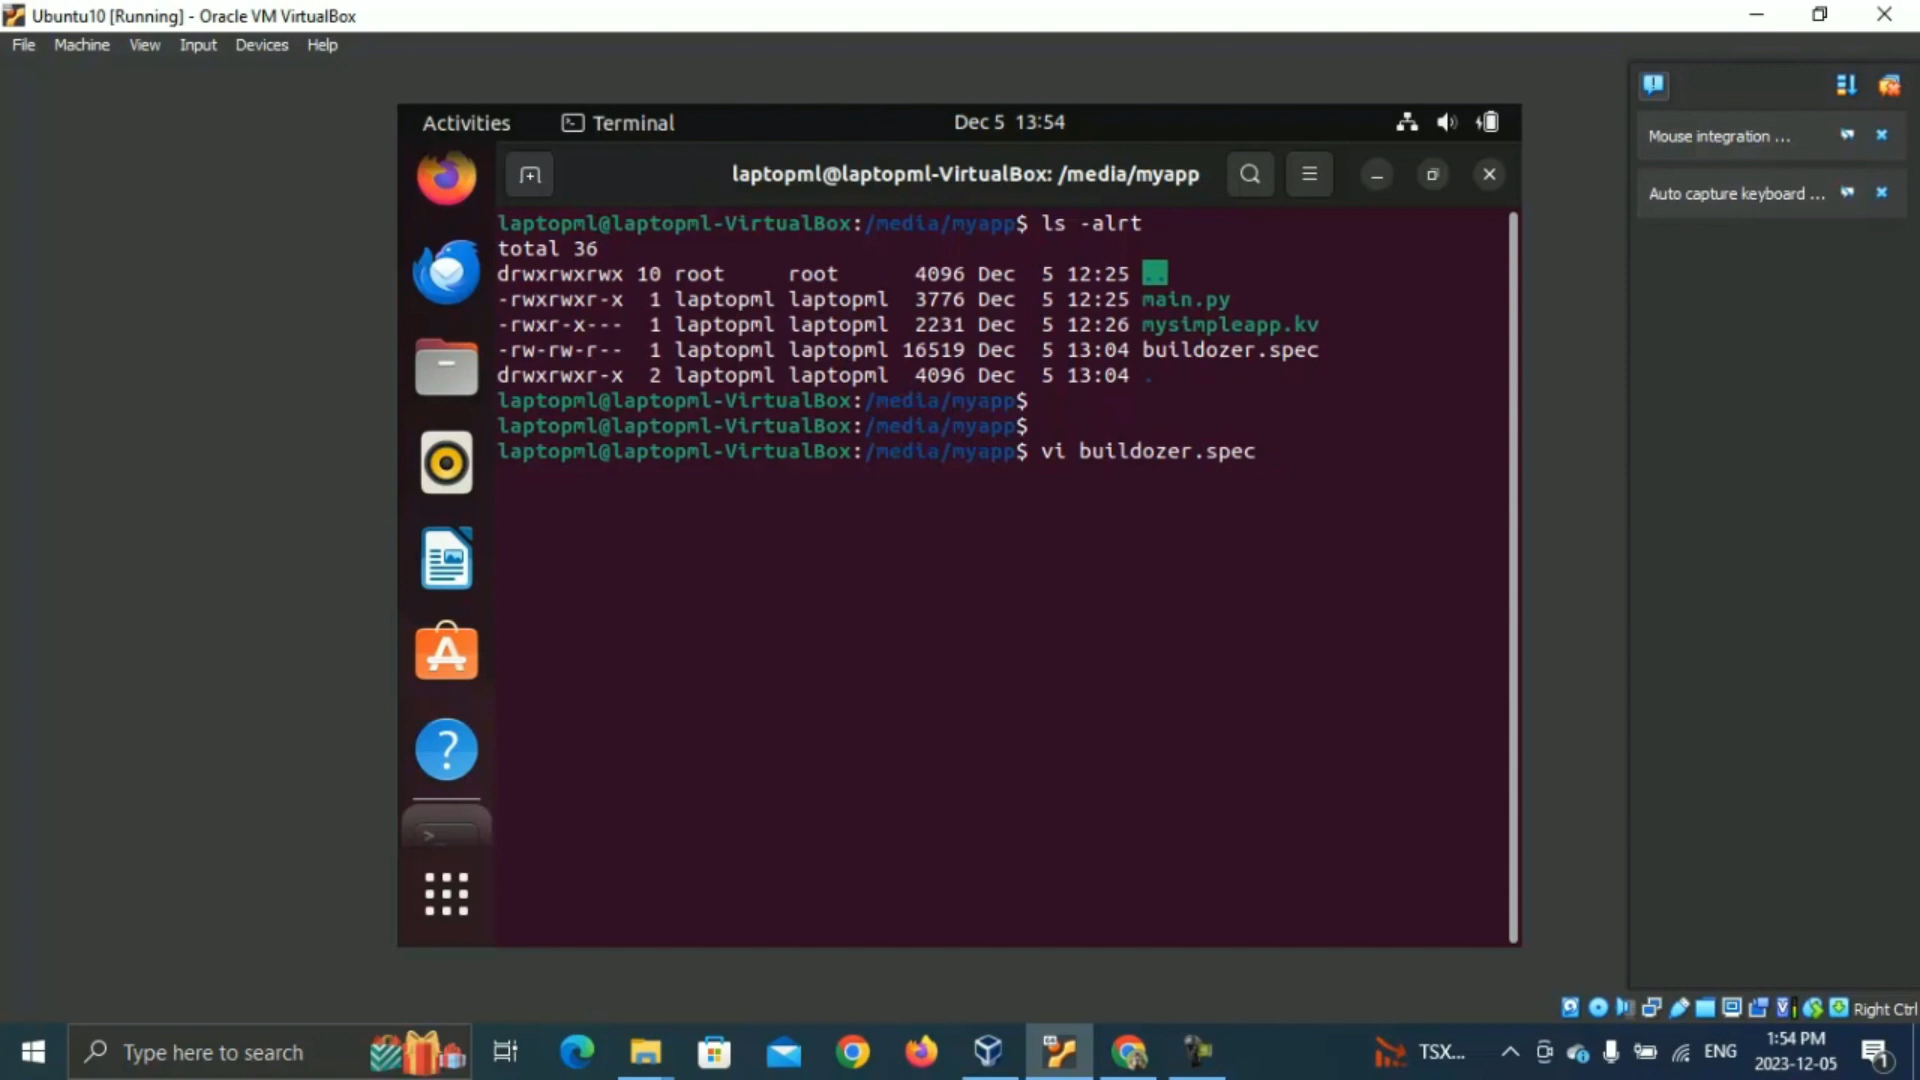 Ubuntu10 [Running] - Oracle VM VirtualBox
File Machine View Input Devices Help
Activities Terminal Dec 5 13:54
laptopml@laptopml-VirtualBox: /media/myapp
laptopml@laptopml-VirtualBox:/media/myapp$ ls -alrt
total 36
drwxrwxrwx 10 root root 4096 Dec 5 12:25 ..
-rwxrwxr-x 1 laptopml laptopml 3776 Dec 5 12:25 main.py
-rwxr-x--- 1 laptopml laptopml 2231 Dec 5 12:26 mysimpleapp.kv
-rw-rw-r-- 1 laptopml laptopml 16519 Dec 5 13:04 buildozer.spec
drwxrwxr-x 2 laptopml laptopml 4096 Dec 5 13:04 .
laptopml@laptopml-VirtualBox:/media/myapp$
laptopml@laptopml-VirtualBox:/media/myapp$
laptopml@laptopml-VirtualBox:/media/myapp$ vi buildozer.spec
Mouse integration ...
Auto capture keyboard ...
Right Ctrl
Type here to search
TSX...
ENG
1:54 PM
2023-12-05
1